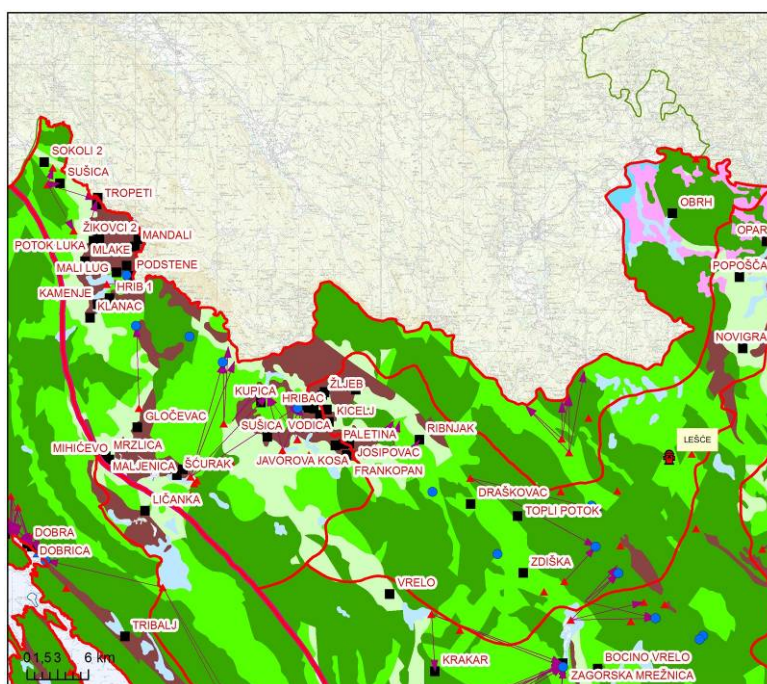 SOKOLI 2
SUŠICA
TROPETI
OBRH
ŽIKOVCI 2
POTOK LUKA
MLAKE
MANDALI
OPAR
MALI LUG
PODSTENE
POPOŠČA
KAMENJE
HRIB 1
KLANAC
NOVIGRA
ŽLJEB
KUPICA
HRIBAC
GLOČEVAC
KICELJ
SUŠICA
VODICA
MIHIĆEVO
MRZLICA
PALETINA
RIBNJAK
LEŠĆE
MALJENICA
ŠĆURAK
JAVOROVA KOSA
JOSIPOVAC
FRANKOPAN
LIČANKA
DRAŠKOVAC
TOPLI POTOK
DOBRA
DOBRICA
ZDIŠKA
VRELO
TRIBALJ
KRAKAR
BOCINO VRELO
ZAGORSKA MREŽNICA
0 1,5 3 6 km